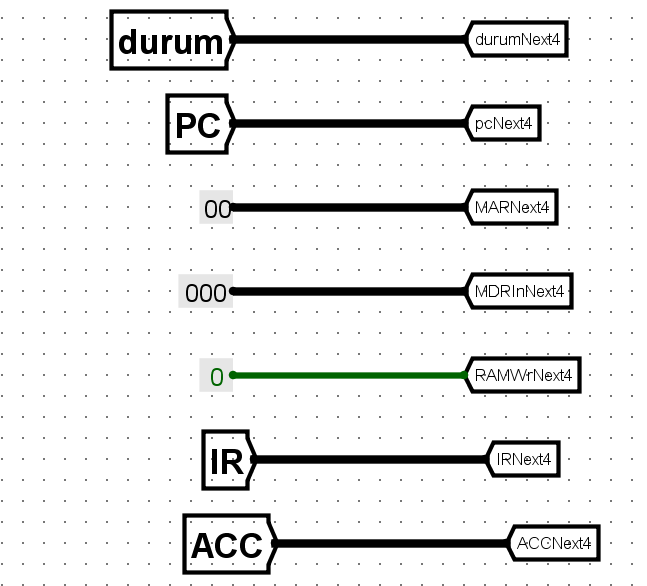 durum durumNext4
PC pcNext4
00 MARNext4
000 MDRInNext4
0 RAMWrNext4
IR IRNext4
ACC ACCNext4